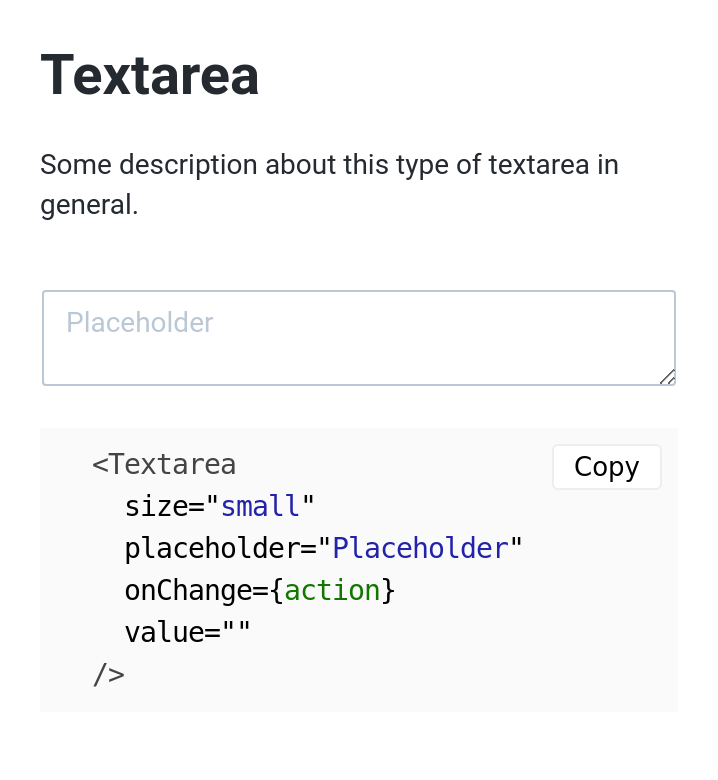 Textarea
Some description about this type of textarea in
general.
Placeholder
<Textarea
Copy
size="small"
placeholder="Placeholder"
onChange={action}
value=""
/>